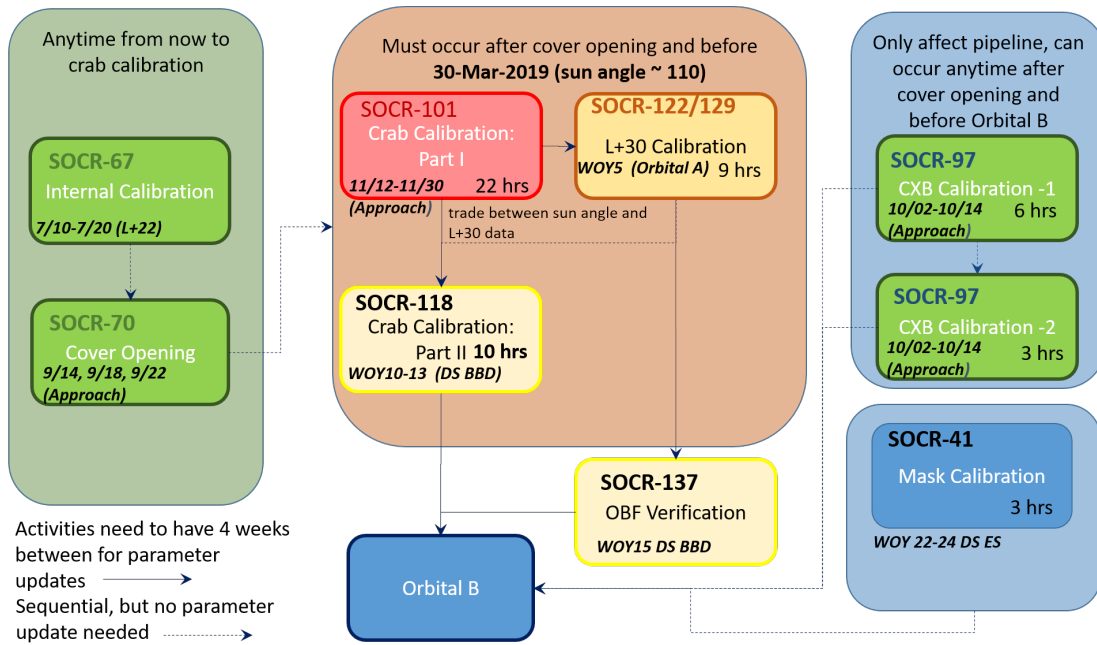 Anytime from now to
crab calibration
SOCR-67
Internal Calibration
7/10-7/20 (L+22)
SOCR-70
Cover Opening
9/14, 9/18, 9/22
(Approach)
Activities need to have 4 weeks
between for parameter
updates
Sequential, but no parameter
update needed
Must occur after cover opening and before
30-Mar-2019 (sun angle ~ 110)
SOCR-101
Crab Calibration:
Part I
11/12-11/30 22 hrs
(Approach)
SOCR-122/129
L+30 Calibration
WOY5 (Orbital A) 9 hrs
trade between sun angle and
L+30 data
SOCR-118
Crab Calibration:
Part II 10 hrs
WOY10-13 (DS BBD)
SOCR-137
OBF Verification
WOY15 DS BBD
Orbital B
Only affect pipeline, can
occur anytime after
cover opening and
before Orbital B
SOCR-97
CXB Calibration -1
10/02-10/14 6 hrs
(Approach)
SOCR-97
CXB Calibration -2
10/02-10/14 3 hrs
(Approach)
SOCR-41
Mask Calibration
3 hrs
WOY 22-24 DS ES